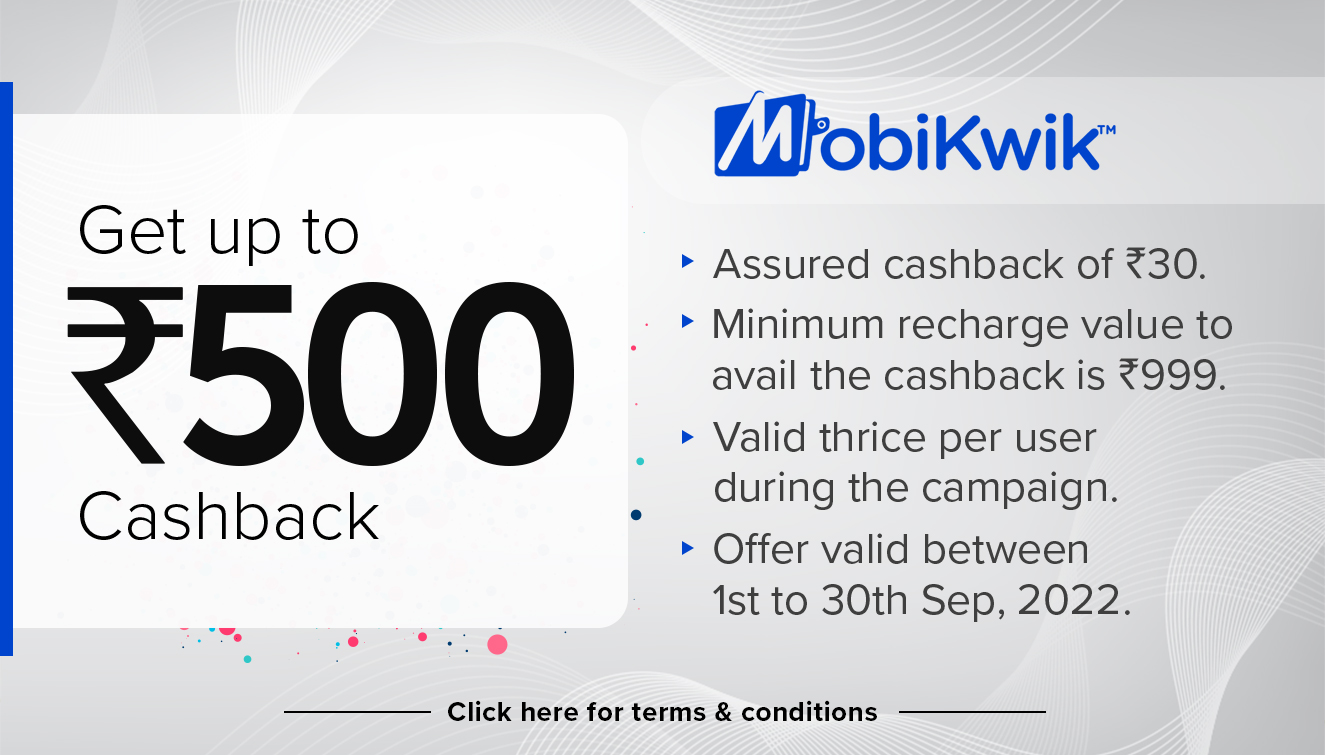 Get up to
₹500
Cashback
MobiKwik™
Assured cashback of ₹30.
Minimum recharge value to
avail the cashback is ₹999.
Valid thrice per user
during the campaign.
Offer valid between
1st to 30th Sep, 2022.
Click here for terms & conditions